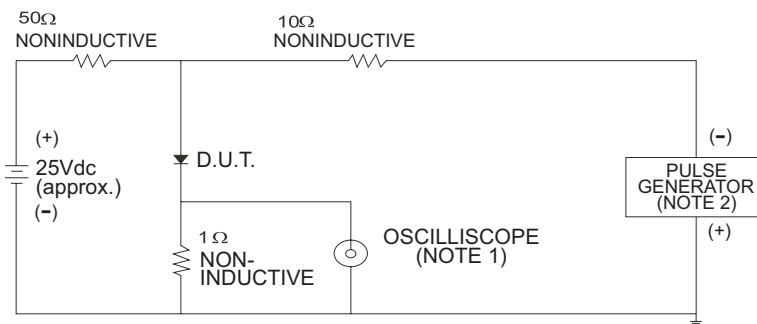 50Ω
NONINDUCTIVE
10Ω
NONINDUCTIVE
(+)
25Vdc
(approx.)
(-)
D.U.T.
1Ω
NON-
INDUCTIVE
OSCILLISCOPE
(NOTE 1)
(-)
PULSE
GENERATOR
(NOTE 2)
(+)